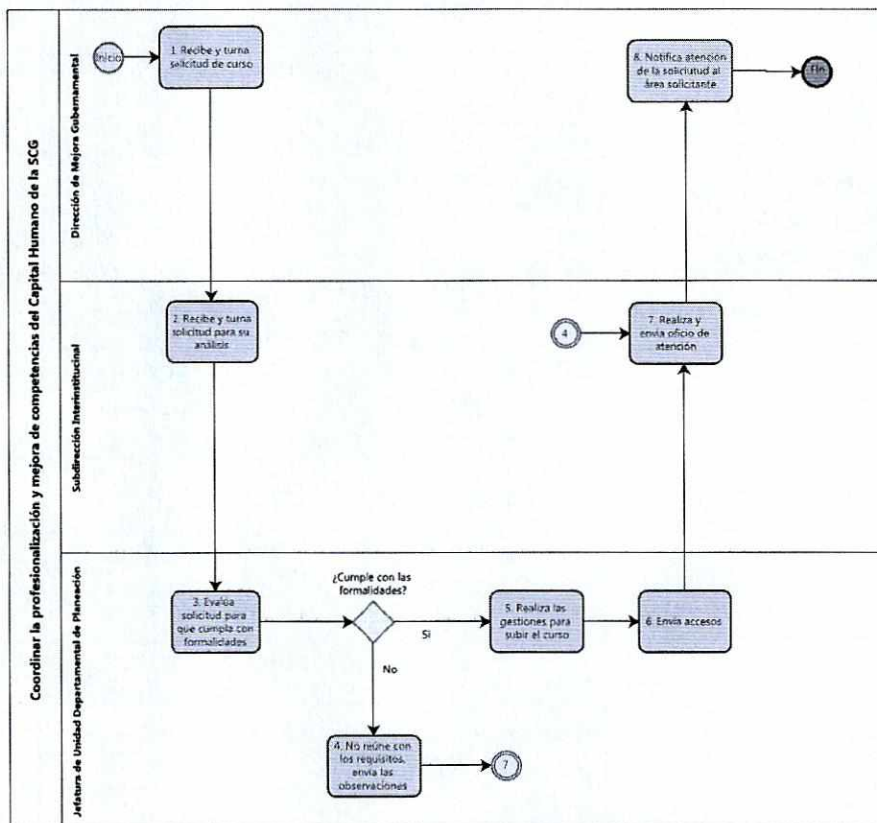 Coordinar la profesionalización y mejora de competencias del Capital Humano de la SCG
Dirección de Mejora Gubernamental
Inicio
1. Recibe y turna
solicitud de curso
8. Notifica atención
de la soliciutud al
área solicitante
Fin
Subdirección Interinstitucinal
2. Recibe y turna
solicitud para su
análisis
4
7. Realiza y
envía oficio de
atención
Jefatura de Unidad Departamental de Planeación
3. Evalúa
solicitud para
que cumpla con
formalidades
¿Cumple con las
formalidades?
Si
No
5. Realiza las
gestiones para
subir el curso
6. Envía accesos
4. No reúne con
los requisitos,
envía las
observaciones
7